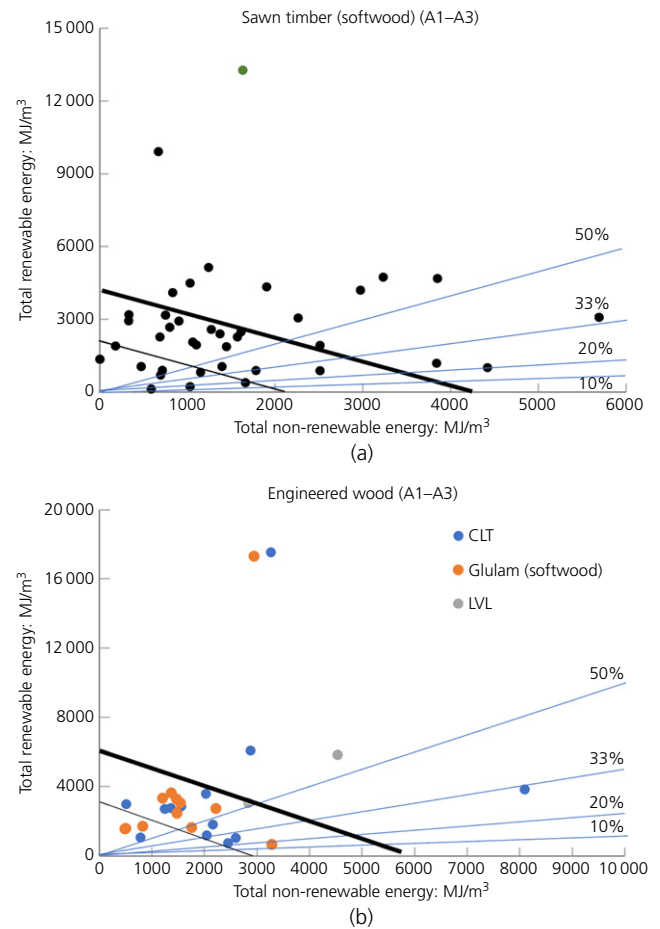 Sawn timber (softwood) (A1–A3)
15 000
12 000
9000
6000
3000
0
Total renewable energy: MJ/m³
50%
33%
20%
10%
0 1000 2000 3000 4000 5000 6000
Total non-renewable energy: MJ/m³
(a)
Engineered wood (A1–A3)
20 000
16 000
12 000
8000
4000
0
Total renewable energy: MJ/m³
CLT
Glulam (softwood)
LVL
50%
33%
20%
10%
0 1000 2000 3000 4000 5000 6000 7000 8000 9000 10 000
Total non-renewable energy: MJ/m³
(b)